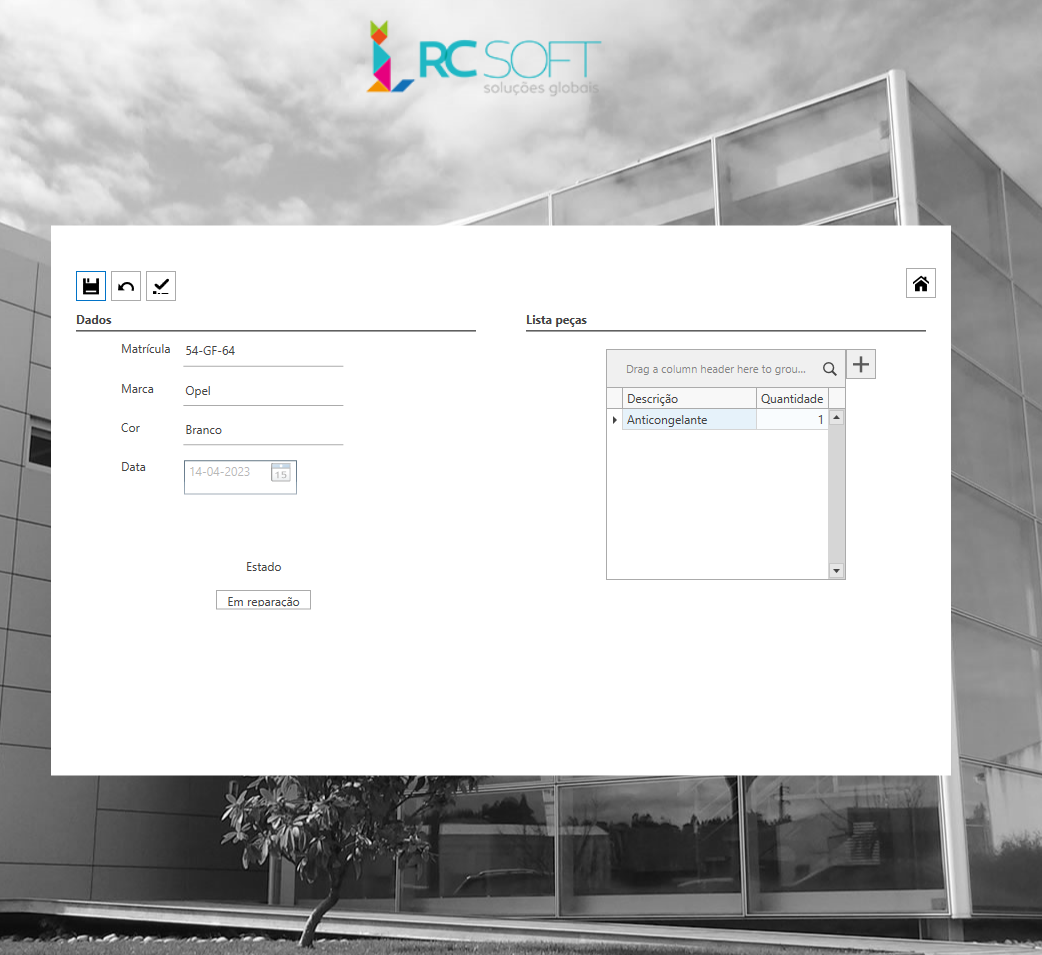 RC SOFT
soluções globais
Dados
Matrícula 54-GF-64
Marca Opel
Cor Branco
Data 14-04-2023 15
Estado
Em reparação
Lista peças
Drag a column header here to grou...
Descrição Quantidade
Anticongelante 1